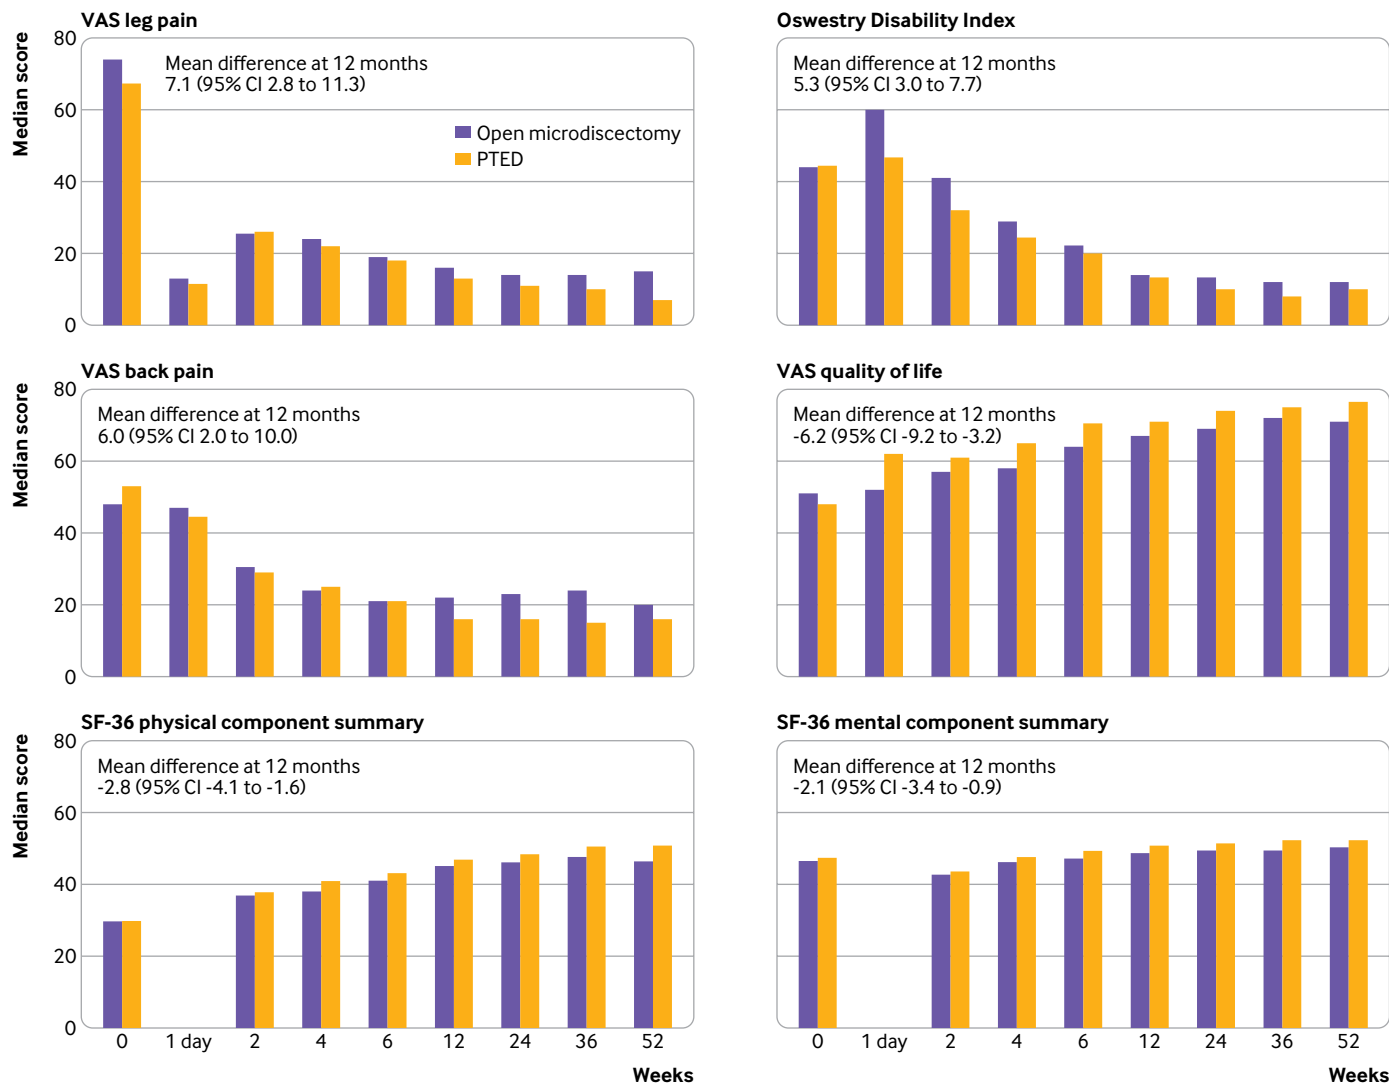 VAS leg pain
Median score
80
60
40
20
0
Mean difference at 12 months
7.1 (95% CI 2.8 to 11.3)
Open microdiscectomy
PTED
Oswestry Disability Index
Mean difference at 12 months
5.3 (95% CI 3.0 to 7.7)
VAS back pain
Median score
80
60
40
20
0
Mean difference at 12 months
6.0 (95% CI 2.0 to 10.0)
VAS quality of life
Mean difference at 12 months
-6.2 (95% CI -9.2 to -3.2)
SF-36 physical component summary
Median score
80
60
40
20
0
Mean difference at 12 months
-2.8 (95% CI -4.1 to -1.6)
0 1 day 2 4 6 12 24 36 52
Weeks
SF-36 mental component summary
Mean difference at 12 months
-2.1 (95% CI -3.4 to -0.9)
0 1 day 2 4 6 12 24 36 52
Weeks